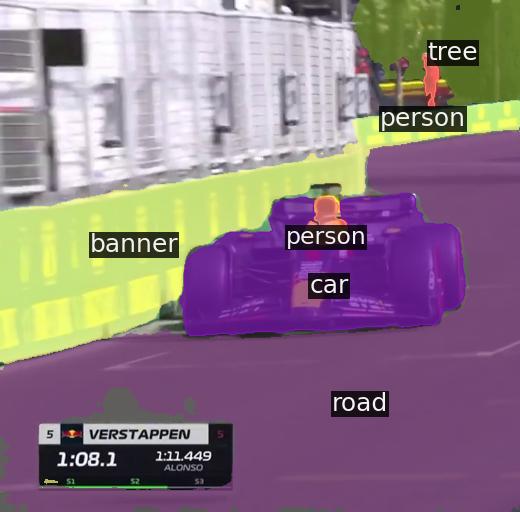 tree
person
banner
person
car
road
5 VERSTAPPEN 5
1:08.1 1:11.449
ALONSO
S1 S2 S3